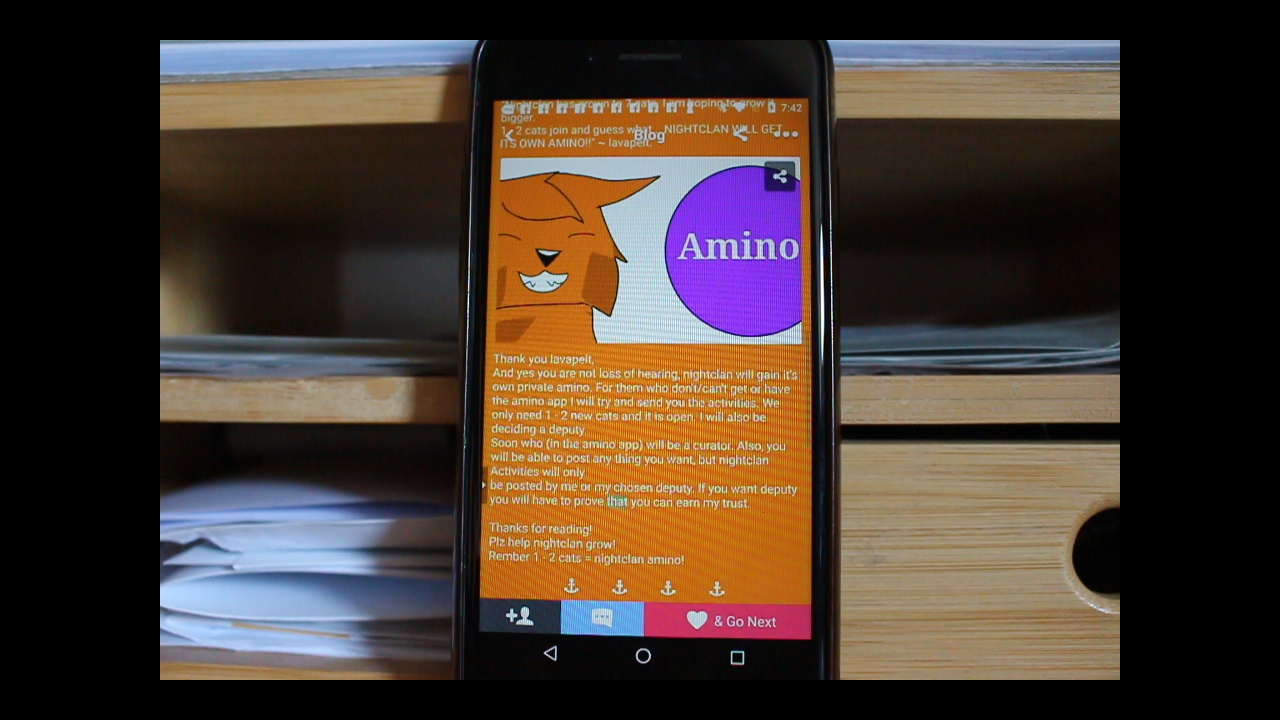 "Nightclan has grown to 7 cats. I am hoping to grow it
bigger.
7:42
1 - 2 cats join and guess what... NIGHTCLAN WILL GET
Blog
ITS OWN AMINO!!" ~ lavapelt.
Amino
Thank you lavapelt,
And yes you are not loss of hearing, nightclan will gain it's
own private amino. For them who don't/can't get or have
the amino app I will try and send you the activities. We
only need 1 - 2 new cats and it is open. I will also be
deciding a deputy.
Soon who (in the amino app) will be a curator. Also, you
will be able to post any thing you want, but nightclan
Activities will only
be posted by me or my chosen deputy. If you want deputy
you will have to prove that you can earn my trust.
Thanks for reading!
Plz help nightclan grow!
Rember 1 - 2 cats = nightclan amino!
& Go Next